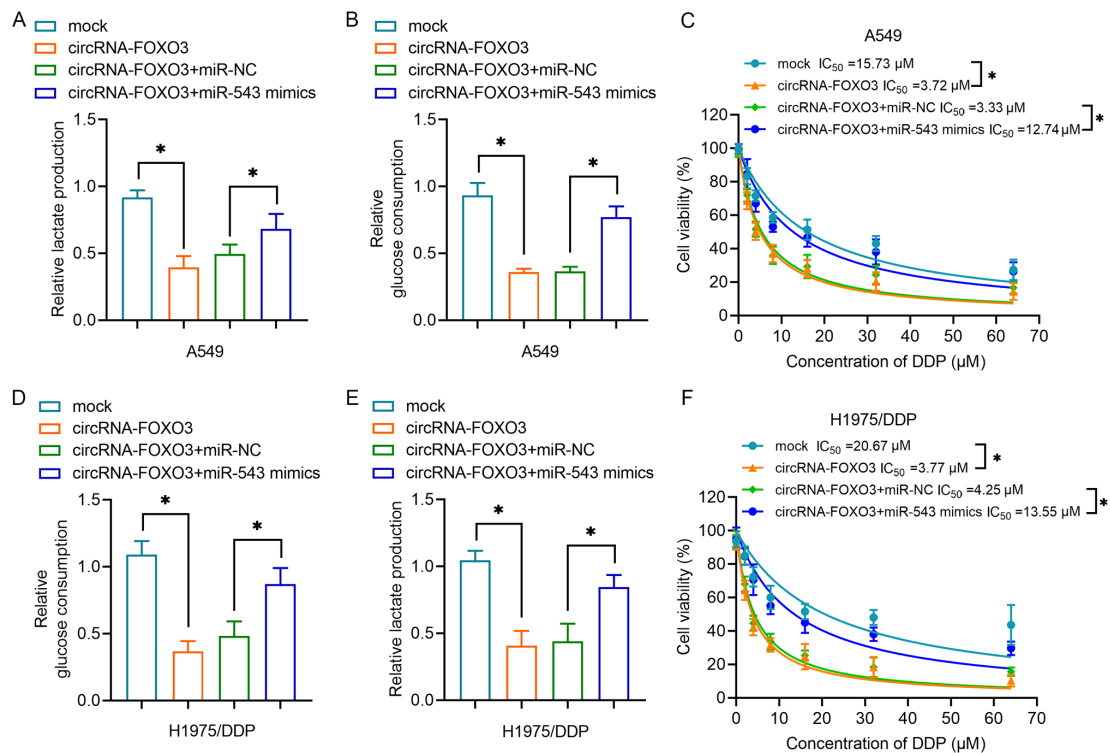 A
mock
circRNA-FOXO3
circRNA-FOXO3+miR-NC
circRNA-FOXO3+miR-543 mimics
Relative lactate production
1.5
1.0
0.5
0.0
*
*
A549
B
mock
circRNA-FOXO3
circRNA-FOXO3+miR-NC
circRNA-FOXO3+miR-543 mimics
Relative
glucose consumption
1.5
1.0
0.5
0.0
*
*
A549
C
A549
mock IC50 =15.73 µM
circRNA-FOXO3 IC50 =3.72 µM
circRNA-FOXO3+miR-NC IC50 =3.33 µM
circRNA-FOXO3+miR-543 mimics IC50 =12.74 µM
*
*
Cell viability (%)
120
100
80
60
40
20
0
0 10 20 30 40 50 60 70
Concentration of DDP (µM)
D
mock
circRNA-FOXO3
circRNA-FOXO3+miR-NC
circRNA-FOXO3+miR-543 mimics
Relative
glucose consumption
1.5
1.0
0.5
0.0
*
*
H1975/DDP
E
mock
circRNA-FOXO3
circRNA-FOXO3+miR-NC
circRNA-FOXO3+miR-543 mimics
Relative lactate production
1.5
1.0
0.5
0.0
*
*
H1975/DDP
F
H1975/DDP
mock IC50 =20.67 µM
circRNA-FOXO3 IC50 =3.77 µM
circRNA-FOXO3+miR-NC IC50 =4.25 µM
circRNA-FOXO3+miR-543 mimics IC50 =13.55 µM
*
*
Cell viability (%)
120
100
80
60
40
20
0
0 10 20 30 40 50 60 70
Concentration of DDP (µM)